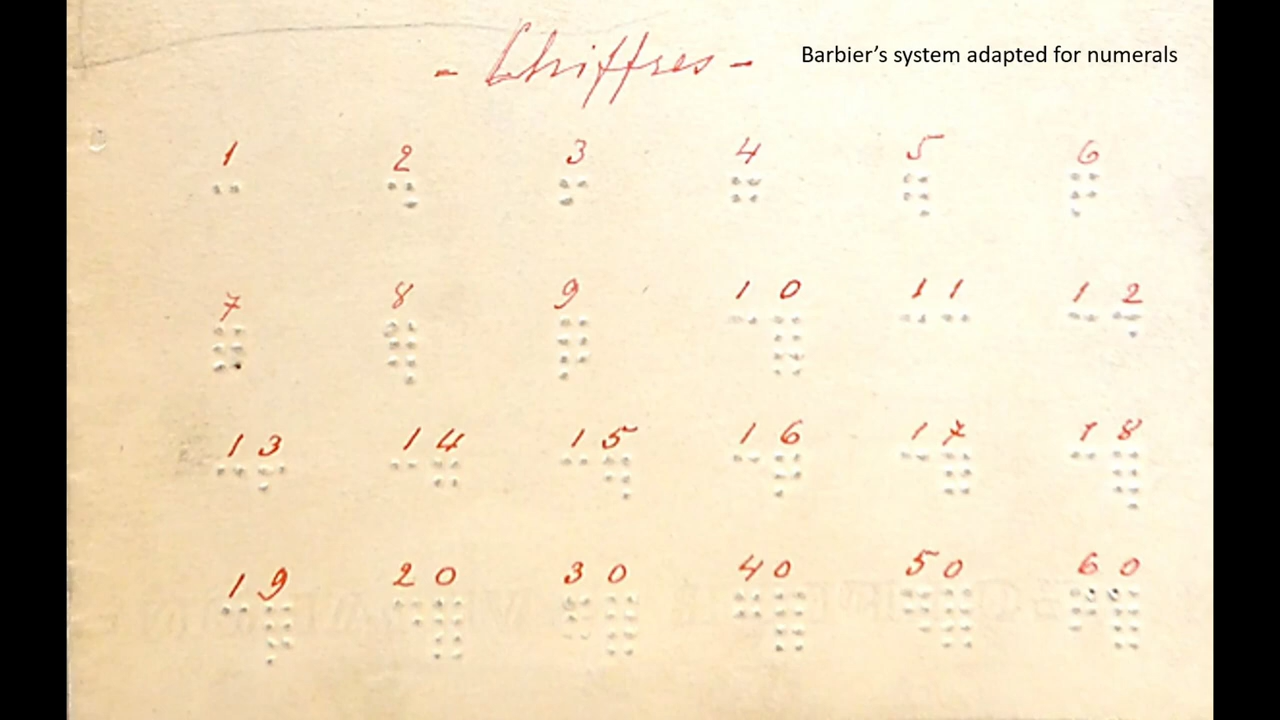 - Chiffres -
Barbier's system adapted for numerals
1 2 3 4 5 6
7 8 9 10 11 12
13 14 15 16 17 18
19 20 30 40 50 60